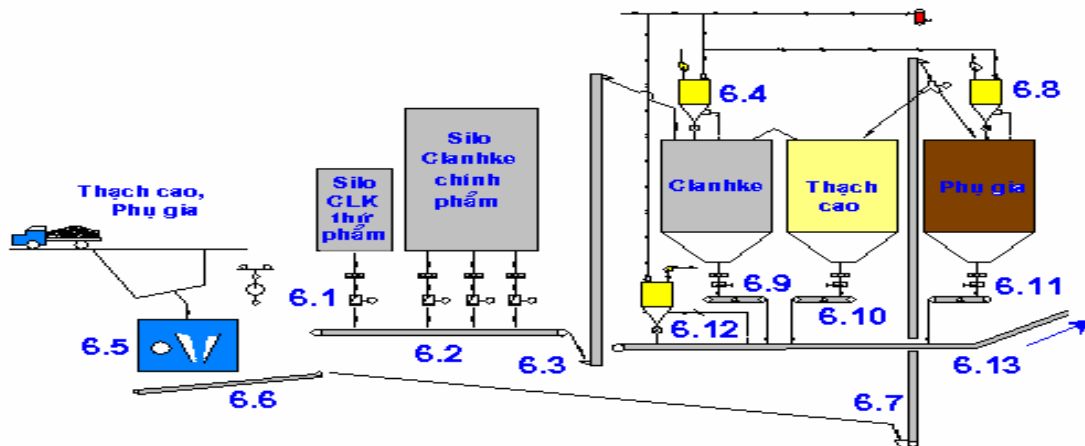 6.4
6.8
Silo
Clanhke
chính
phẩm
Silo
CLK
thứ
phẩm
Thạch cao,
Phụ gia
Clanhke
Thạch
cao
Phụ gia
6.1
6.9
6.10
6.11
6.12
6.5
6.2
6.3
6.13
6.6
6.7